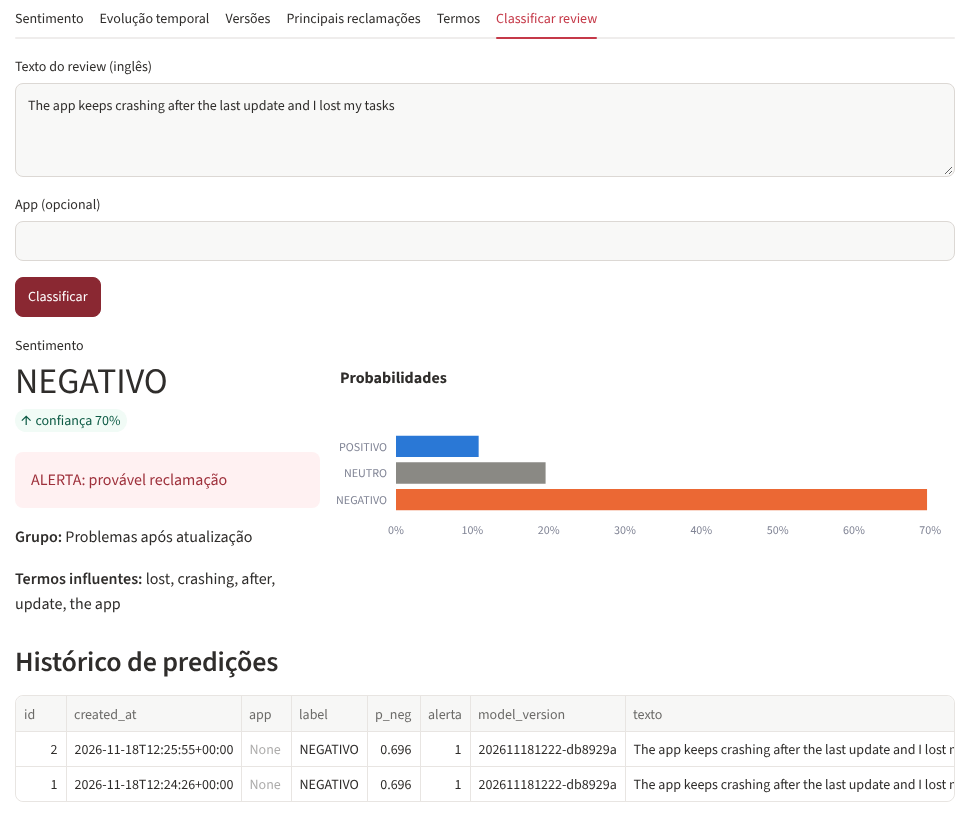 Sentimento Evolução temporal Versões Principais reclamações Termos Classificar review
Texto do review (inglês)
The app keeps crashing after the last update and I lost my tasks
App (opcional)
Classificar
Sentimento
NEGATIVO
↑ confiança 70%
ALERTA: provável reclamação
Grupo: Problemas após atualização
Termos influentes: lost, crashing, after,
update, the app
Probabilidades
POSITIVO
NEUTRO
NEGATIVO
0% 10% 20% 30% 40% 50% 60% 70%
Histórico de predições
id created_at app label p_neg alerta model_version texto
2 2026-11-18T12:25:55+00:00 None NEGATIVO 0.696 1 202611181222-db8929a The app keeps crashing after the last update and I lost r
1 2026-11-18T12:24:26+00:00 None NEGATIVO 0.696 1 202611181222-db8929a The app keeps crashing after the last update and I lost r